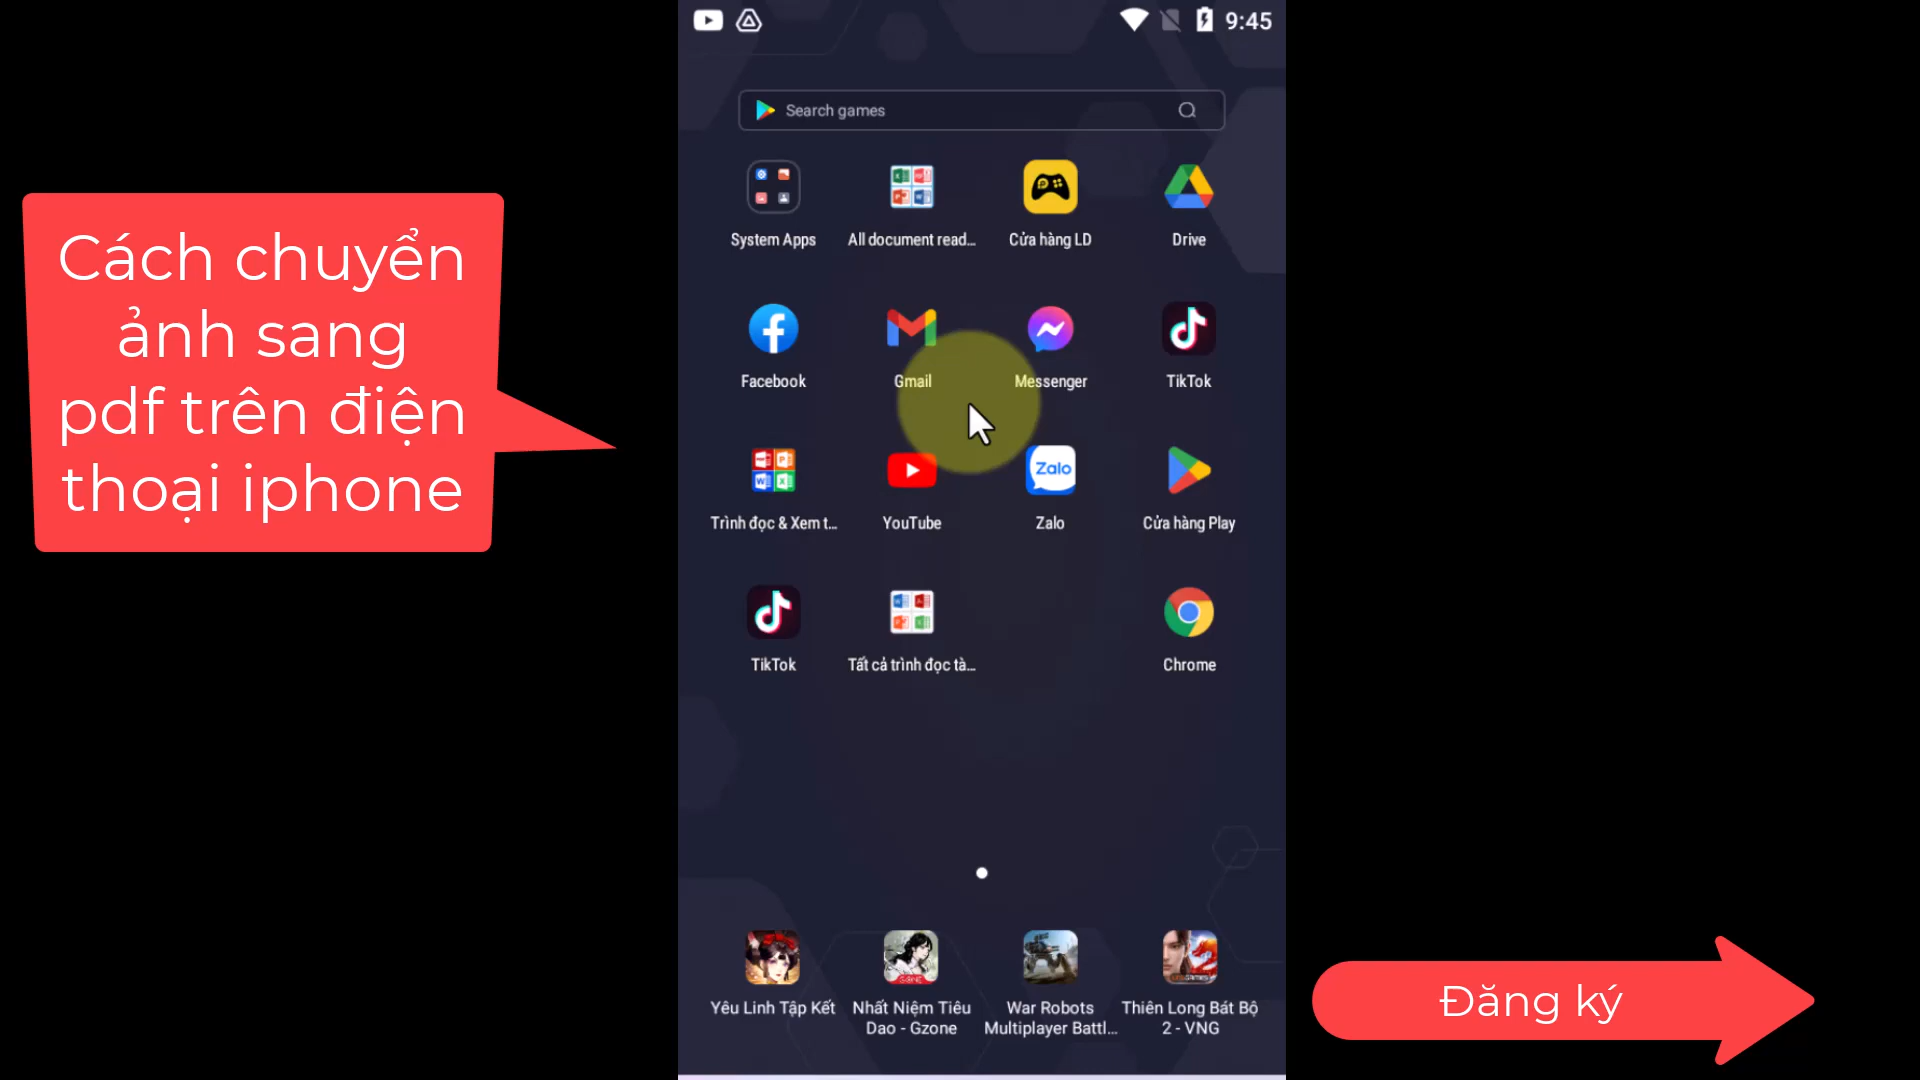 9:45
Search games
System Apps
All document read...
Cửa hàng LD
Drive
Cách chuyển
ảnh sang
pdf trên điện
thoại iphone
Facebook
Gmail
Messenger
TikTok
Zalo
Trình đọc & Xem t...
YouTube
Zalo
Cửa hàng Play
TikTok
Tất cả trình đọc tà...
Chrome
Yêu Linh Tập Kết
Nhất Niệm Tiêu
Dao - Gzone
War Robots
Multiplayer Battl...
Thiên Long Bát Bộ
2 - VNG
Đăng ký